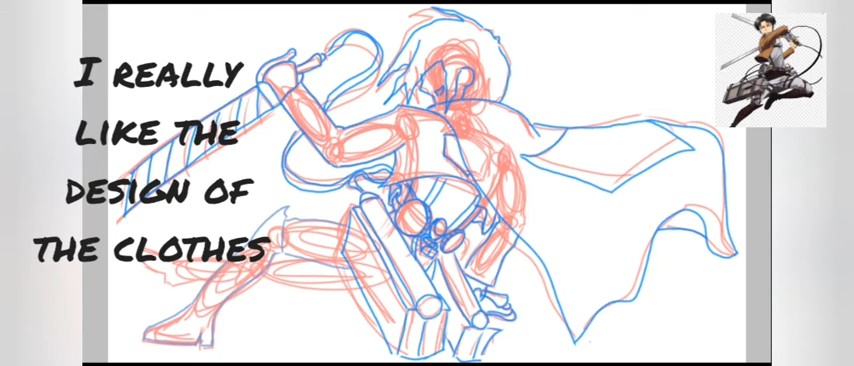 I REALLY
LIKE THE
DESIGN OF
THE CLOTHES